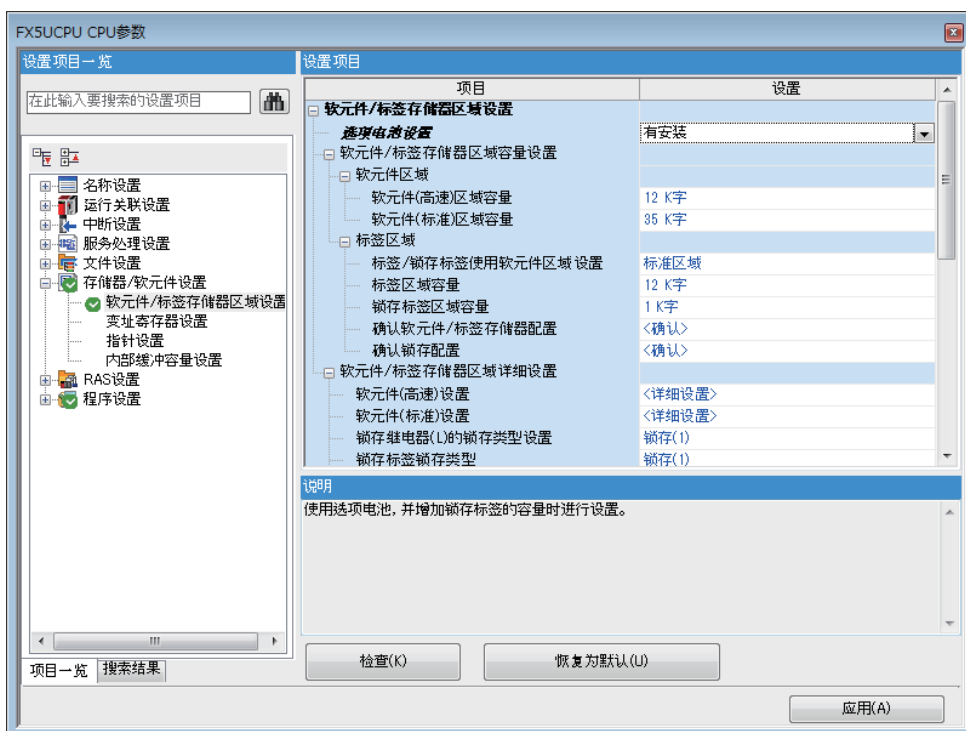 FX5UCPU CPU参数
设置项目一览
在此输入要搜索的设置项目
名称设置
运行关联设置
中断设置
服务处理设置
文件设置
存储器/软元件设置
软元件/标签存储器区域设置
变址寄存器设置
指针设置
内部缓冲容量设置
RAS设置
程序设置
项目一览 搜索结果
设置项目
项目 设置
软元件/标签存储器区域设置
选项电池设置 有安装
软元件/标签存储器区域容量设置
软元件区域
软元件(高速)区域容量 12 K字
软元件(标准)区域容量 35 K字
标签区域
标签/锁存标签使用软元件区域设置 标准区域
标签区域容量 12 K字
锁存标签区域容量 1 K字
确认软元件/标签存储器配置 <确认>
确认锁存配置 <确认>
软元件/标签存储器区域详细设置
软元件(高速)设置 <详细设置>
软元件(标准)设置 <详细设置>
锁存继电器(L)的锁存类型设置 锁存(1)
锁存标签锁存类型 锁存(1)
说明
使用选项电池, 并增加锁存标签的容量时进行设置。
检查(K) 恢复为默认(U)
应用(A)